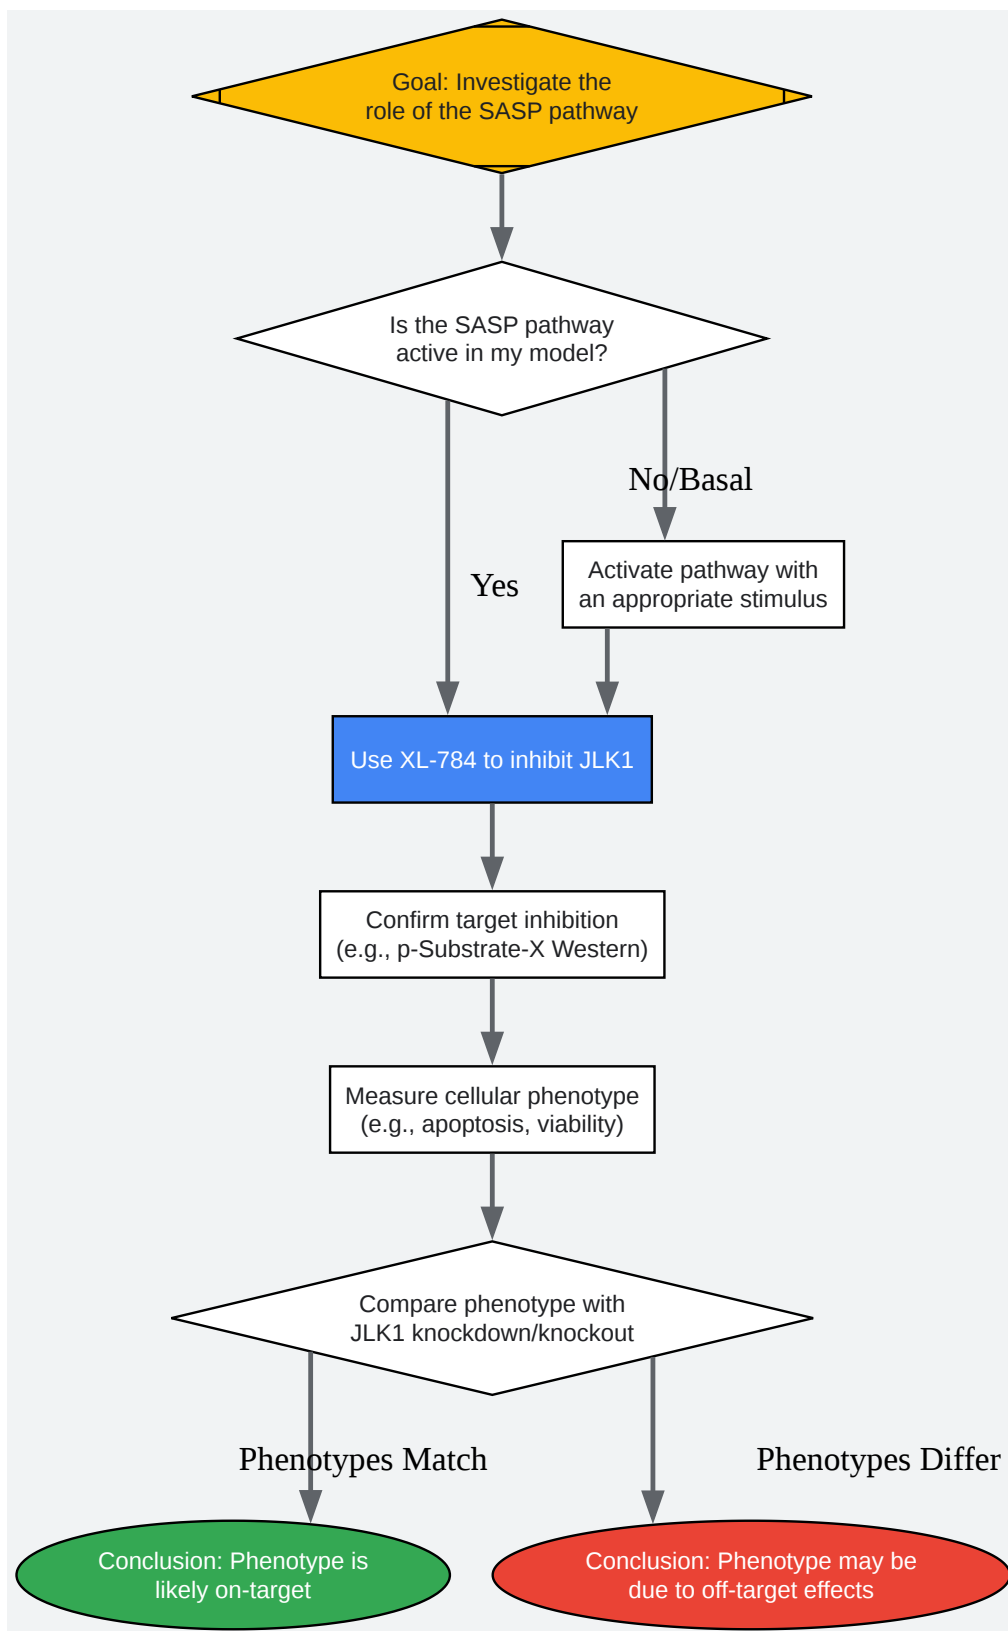 Goal: Investigate the
role of the SASP pathway
Is the SASP pathway
active in my model?
No/Basal
Yes
Activate pathway with
an appropriate stimulus
Use XL-784 to inhibit JLK1
Confirm target inhibition
(e.g., p-Substrate-X Western)
Measure cellular phenotype
(e.g., apoptosis, viability)
Compare phenotype with
JLK1 knockdown/knockout
Phenotypes Match
Phenotypes Differ
Conclusion: Phenotype is
likely on-target
Conclusion: Phenotype may be
due to off-target effects